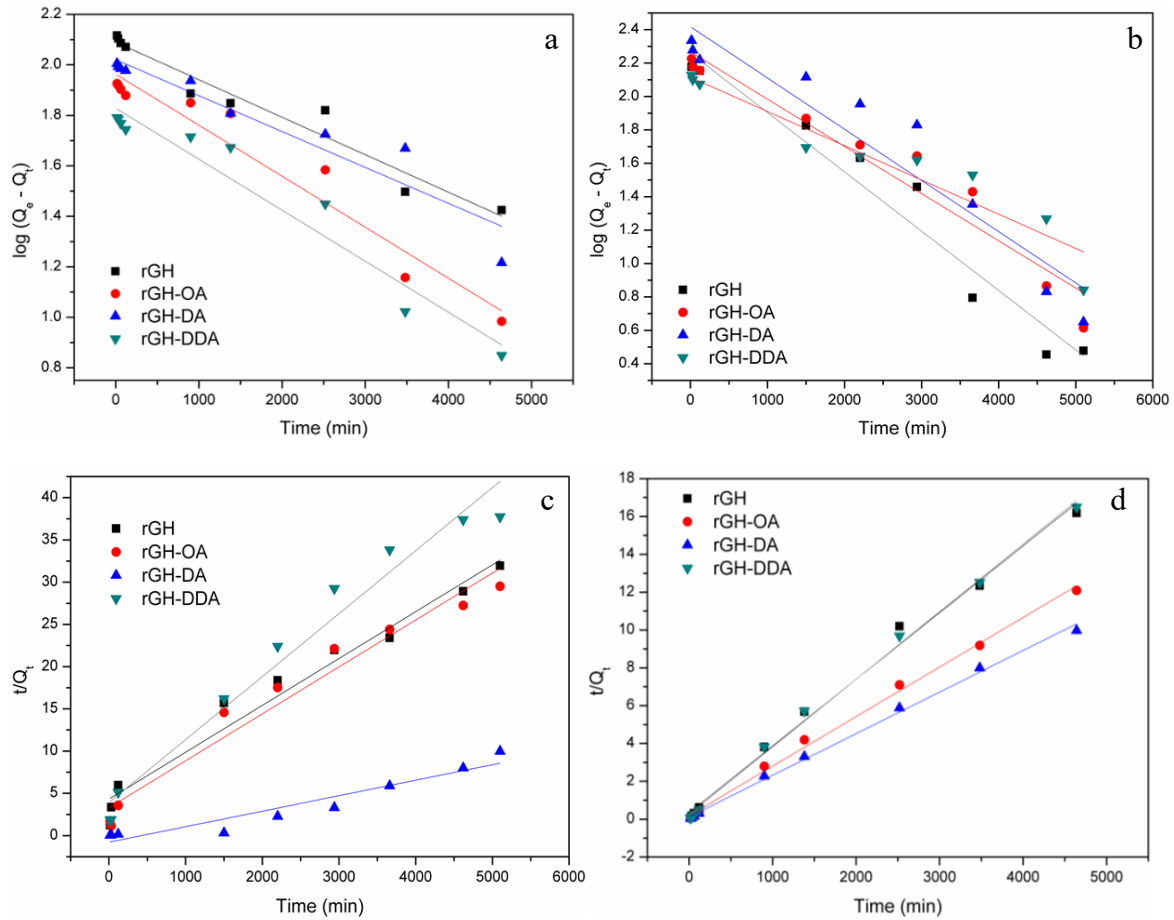 a
2.2
2.0
1.8
1.6
1.4
1.2
1.0
0.8
log (Qe - Qt)
rGH
rGH-OA
rGH-DA
rGH-DDA
0 1000 2000 3000 4000 5000
Time (min)
b
2.4
2.2
2.0
1.8
1.6
1.4
1.2
1.0
0.8
0.6
0.4
log (Qe - Qt)
rGH
rGH-OA
rGH-DA
rGH-DDA
0 1000 2000 3000 4000 5000 6000
Time (min)
c
40
35
30
25
20
15
10
5
0
t/Qt
rGH
rGH-OA
rGH-DA
rGH-DDA
0 1000 2000 3000 4000 5000 6000
Time (min)
d
18
16
14
12
10
8
6
4
2
0
-2
t/Qt
rGH
rGH-OA
rGH-DA
rGH-DDA
0 1000 2000 3000 4000 5000
Time (min)